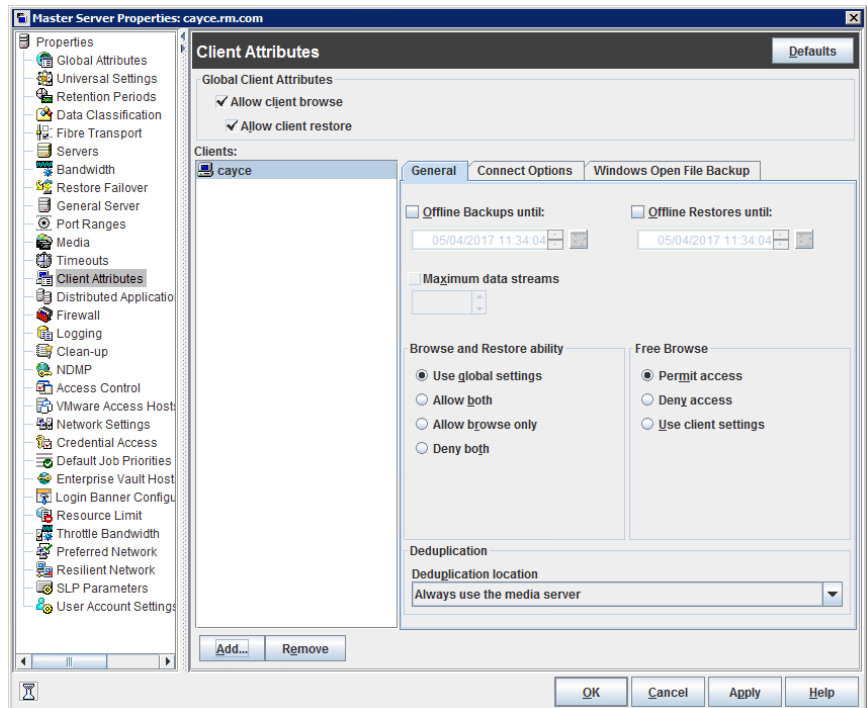 Master Server Properties: cayce.rm.com
Properties
Global Attributes
Universal Settings
Retention Periods
Data Classification
Fibre Transport
Servers
Bandwidth
Restore Failover
General Server
Port Ranges
Media
Timeouts
Client Attributes
Distributed Applicatio
Firewall
Logging
Clean-up
NDMP
Access Control
VMware Access Hosts
Network Settings
Credential Access
Default Job Priorities
Enterprise Vault Host
Login Banner Configu
Resource Limit
Throttle Bandwidth
Preferred Network
Resilient Network
SLP Parameters
User Account Settings
Client Attributes
Defaults
Global Client Attributes
Allow client browse
Allow client restore
Clients:
cayce
General Connect Options Windows Open File Backup
Offline Backups until: Offline Restores until:
05/04/2017 11:34:04 05/04/2017 11:34:04
Maximum data streams
Browse and Restore ability
Use global settings
Allow both
Allow browse only
Deny both
Free Browse
Permit access
Deny access
Use client settings
Deduplication
Deduplication location
Always use the media server
Add... Remove
OK Cancel Apply Help